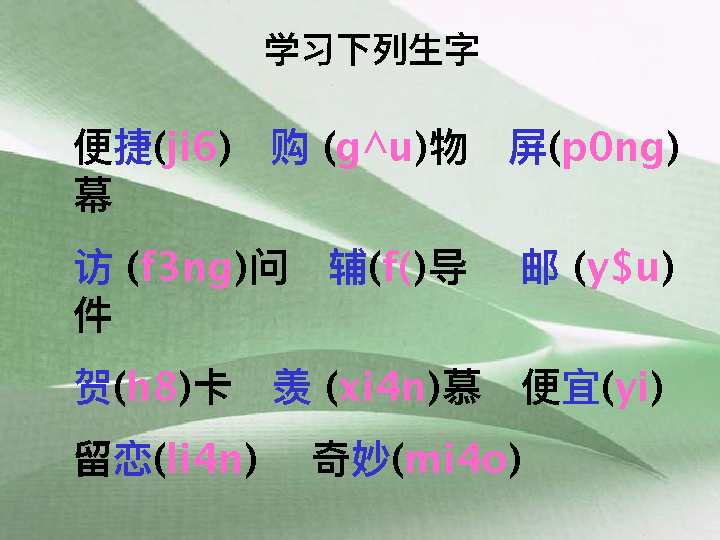 学习下列生字
便捷(ji6) 购 (g^u)物 屏(p0ng)
幕
访 (f3ng)问 辅(f()导 邮 (y$u)
件
贺(h8)卡 羡 (xi4n)慕 便宜(yi)
留恋(li4n) 奇妙(mi4o)